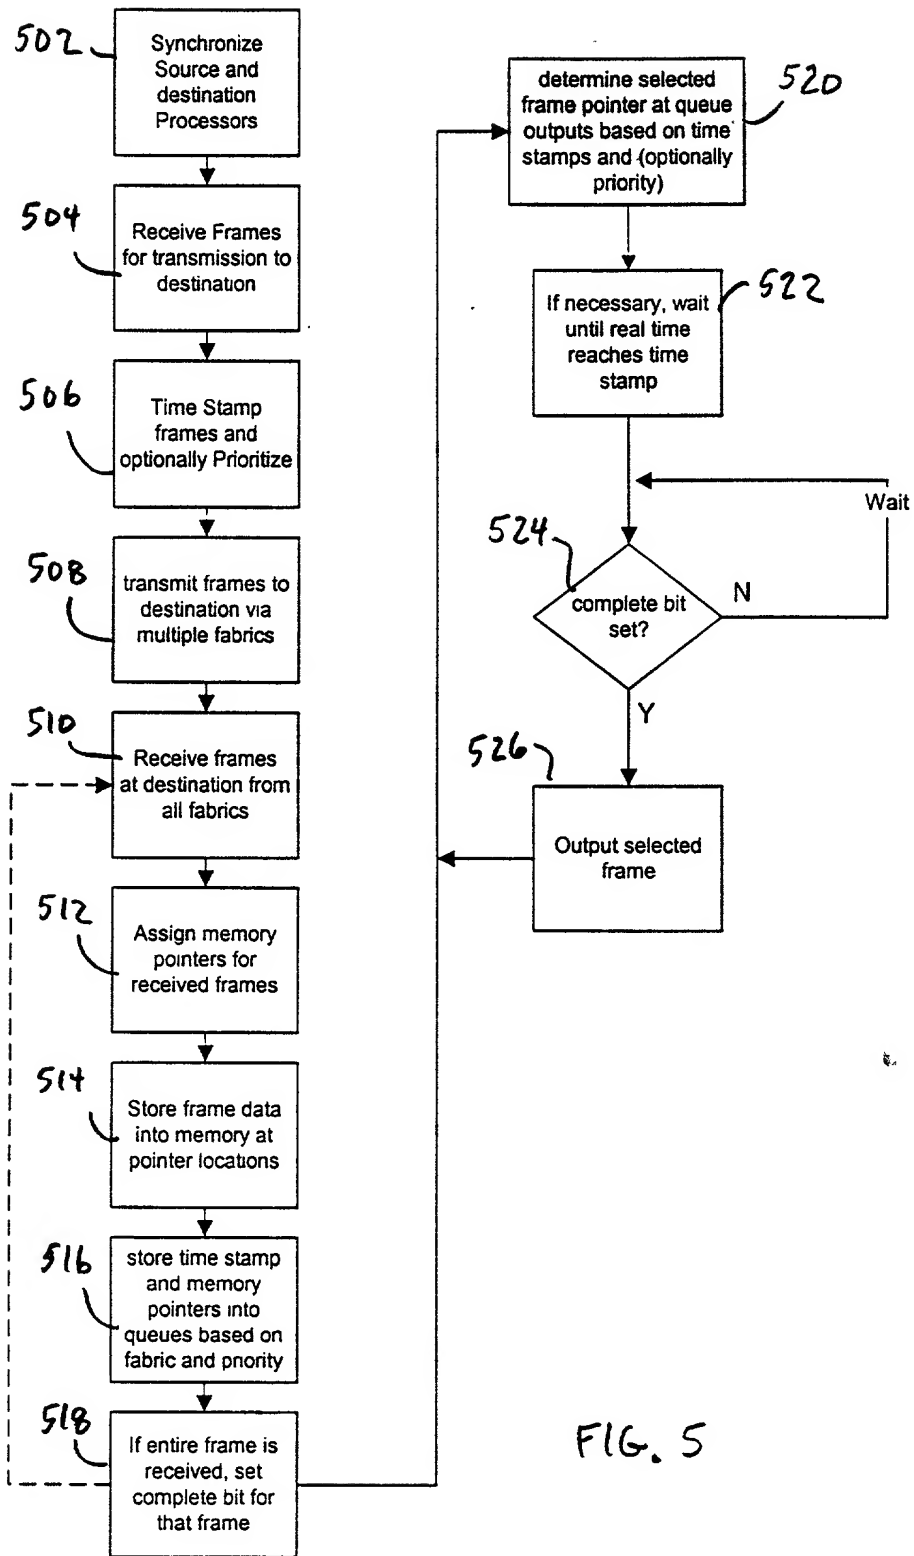 502
Synchronize
Source and
destination
Processors
504
Receive Frames
for transmission to
destination
506
Time Stamp
frames and
optionally Prioritize
508
transmit frames to
destination via
multiple fabrics
510
Receive frames
at destination from
all fabrics
512
Assign memory
pointers for
received frames
514
Store frame data
into memory at
pointer locations
516
store time stamp
and memory
pointers into
queues based on
fabric and priority
518
If entire frame is
received, set
complete bit for
that frame
determine selected
frame pointer at queue
outputs based on time
stamps and (optionally
priority)
520
If necessary, wait
until real time
reaches time
stamp
522
Wait
524
complete bit
set?
N
Y
526
Output selected
frame
FIG. 5